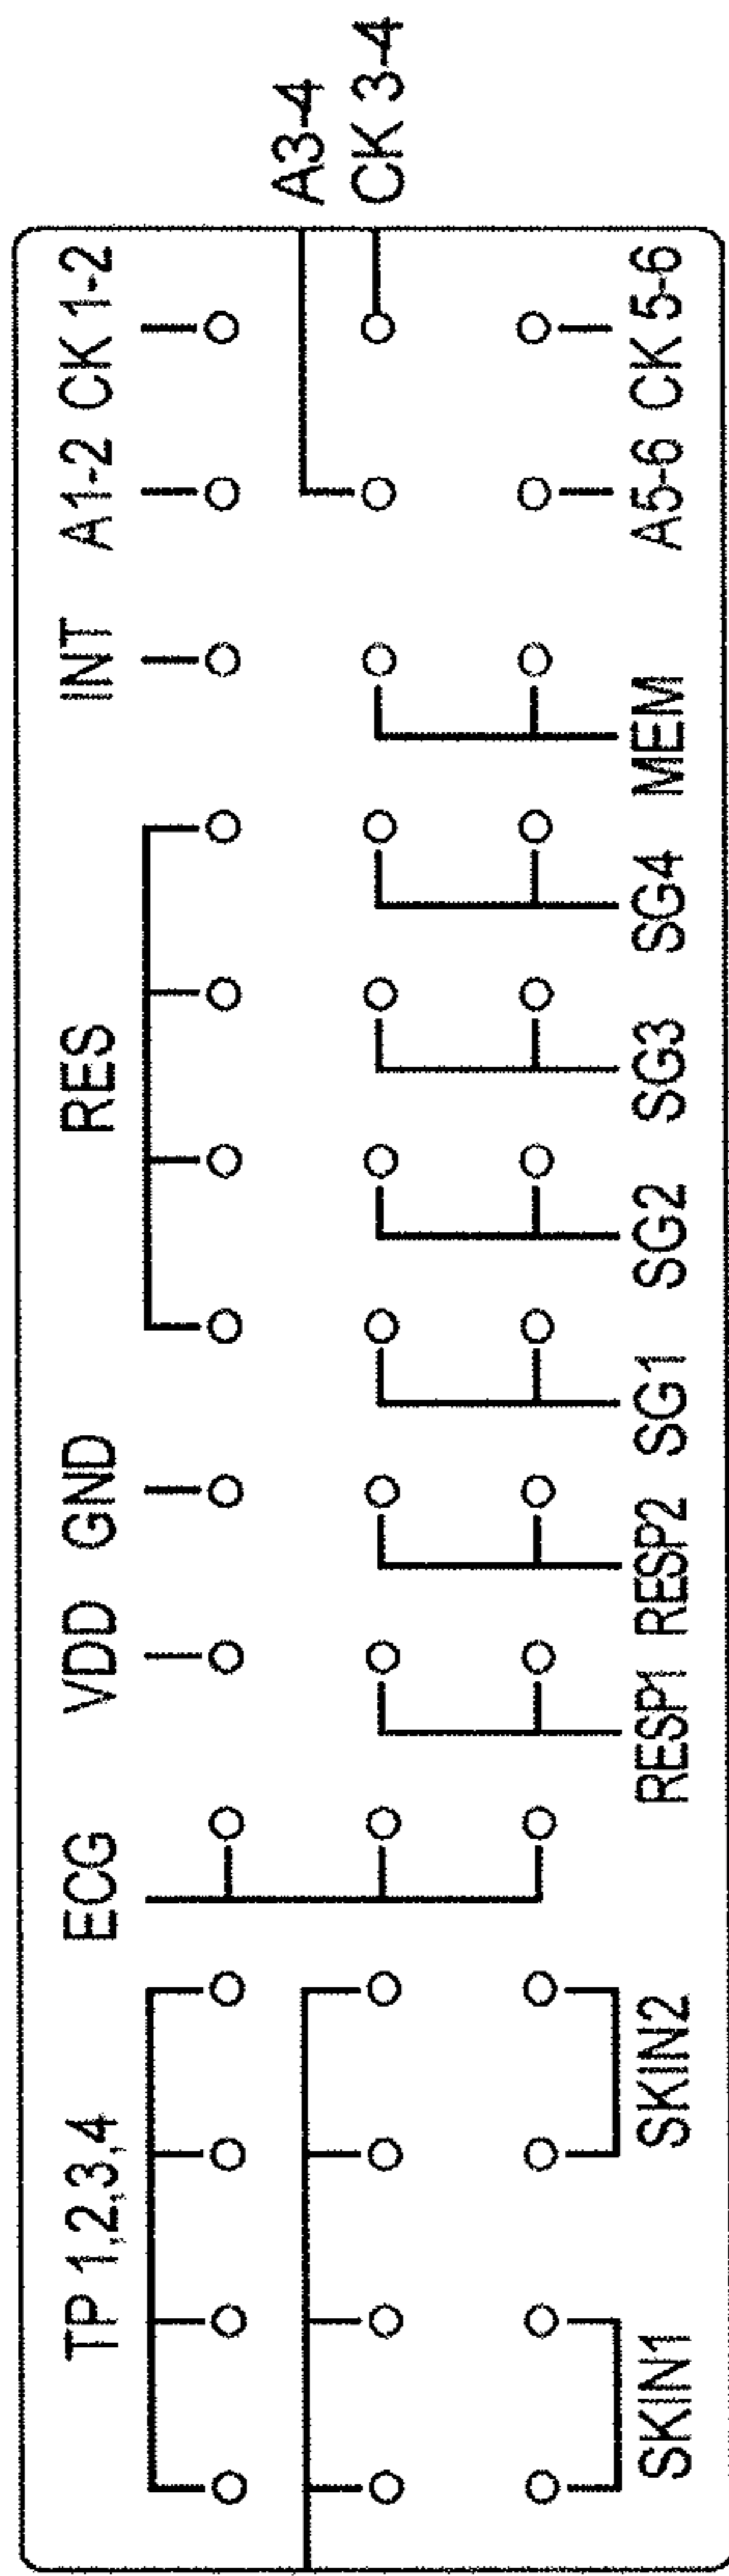 TP 1,2,3,4 ECG VDD GND RES INT A1-2 CK 1-2
A3-4
CK 3-4
SKIN1 SKIN2 RESP1 RESP2 SG1 SG2 SG3 SG4 MEM A5-6 CK 5-6